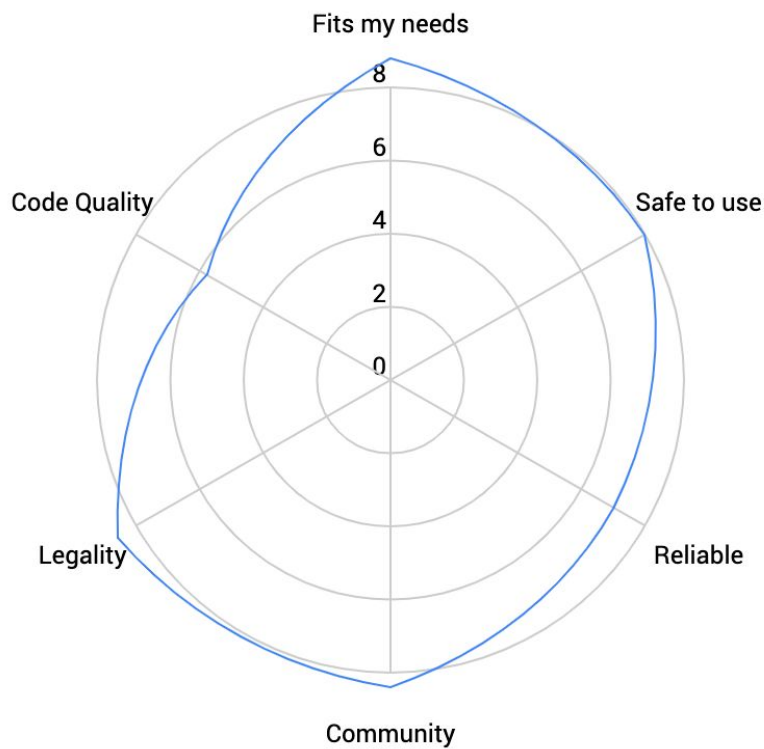 Fits my needs
8
6
Code Quality
Safe to use
4
2
0
Legality
Reliable
Community